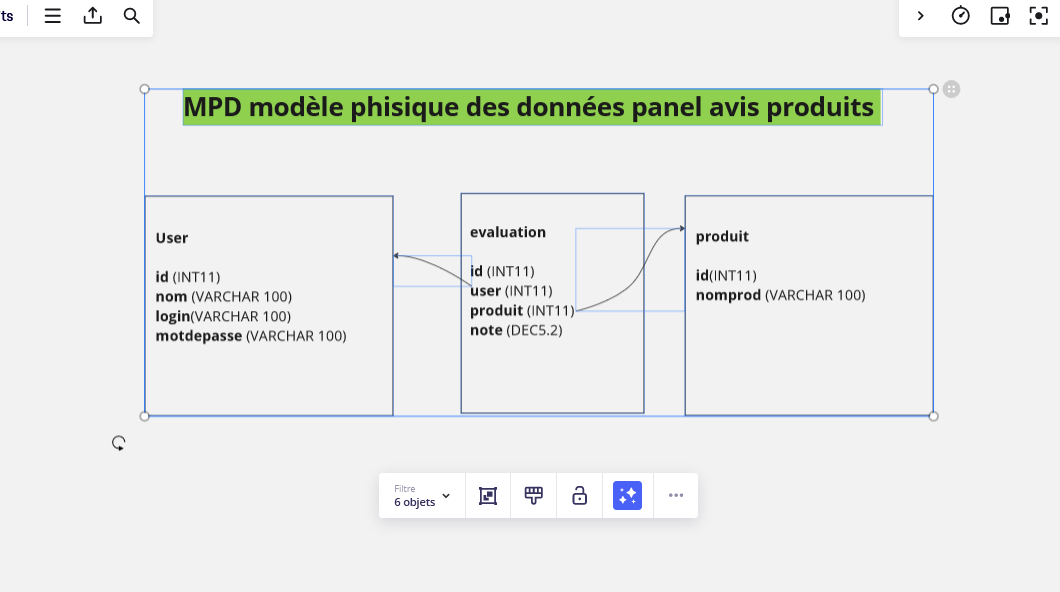 ts
MPD modèle phisique des données panel avis produits
User
id (INT11)
nom (VARCHAR 100)
login(VARCHAR 100)
motdepasse (VARCHAR 100)
evaluation
id (INT11)
user (INT11)
produit (INT11)
note (DEC5.2)
produit
id(INT11)
nomprod (VARCHAR 100)
Filtre
6 objets